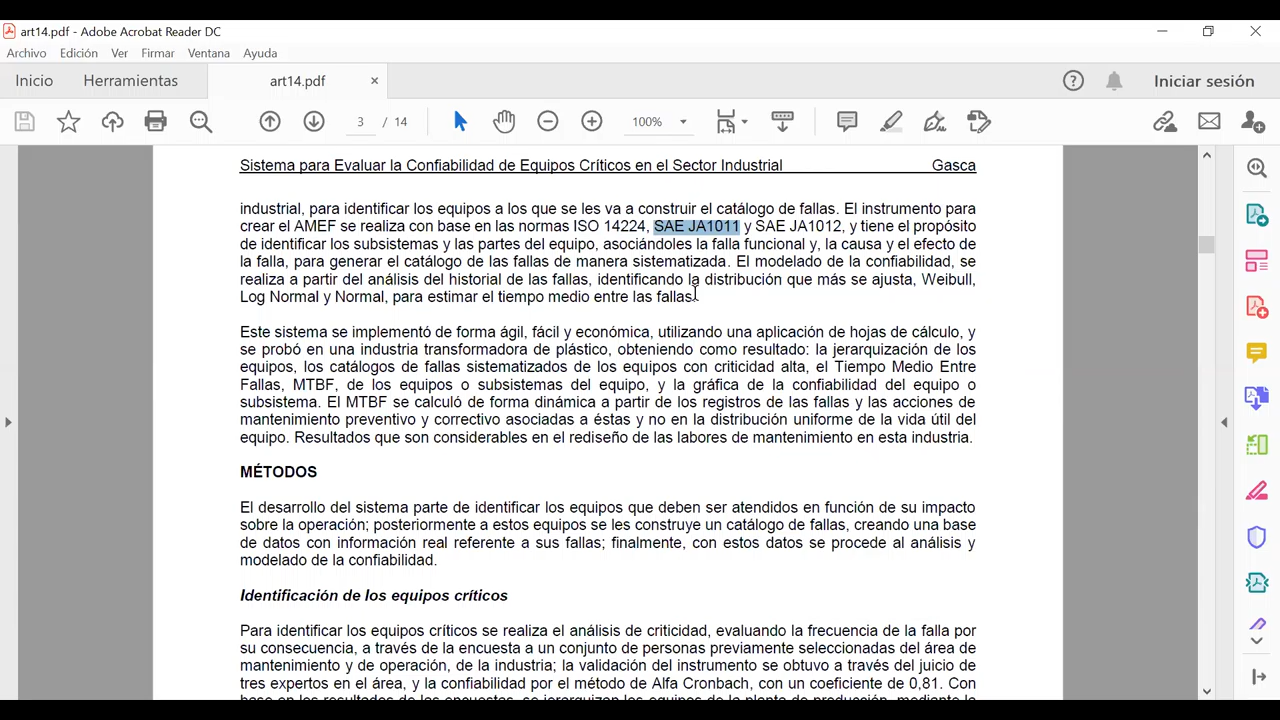 art14.pdf - Adobe Acrobat Reader DC
Archivo Edición Ver Firmar Ventana Ayuda
Inicio Herramientas art14.pdf × Iniciar sesión
3 / 14 100%
Sistema para Evaluar la Confiabilidad de Equipos Críticos en el Sector Industrial Gasca
industrial, para identificar los equipos a los que se les va a construir el catálogo de fallas. El instrumento para
crear el AMEF se realiza con base en las normas ISO 14224, SAE JA1011 y SAE JA1012, y tiene el propósito
de identificar los subsistemas y las partes del equipo, asociándoles la falla funcional y, la causa y el efecto de
la falla, para generar el catálogo de las fallas de manera sistematizada. El modelado de la confiabilidad, se
realiza a partir del análisis del historial de las fallas, identificando la distribución que más se ajusta, Weibull,
Log Normal y Normal, para estimar el tiempo medio entre las fallas.
Este sistema se implementó de forma ágil, fácil y económica, utilizando una aplicación de hojas de cálculo, y
se probó en una industria transformadora de plástico, obteniendo como resultado: la jerarquización de los
equipos, los catálogos de fallas sistematizados de los equipos con criticidad alta, el Tiempo Medio Entre
Fallas, MTBF, de los equipos o subsistemas del equipo, y la gráfica de la confiabilidad del equipo o
subsistema. El MTBF se calculó de forma dinámica a partir de los registros de las fallas y las acciones de
mantenimiento preventivo y correctivo asociadas a éstas y no en la distribución uniforme de la vida útil del
equipo. Resultados que son considerables en el rediseño de las labores de mantenimiento en esta industria.
MÉTODOS
El desarrollo del sistema parte de identificar los equipos que deben ser atendidos en función de su impacto
sobre la operación; posteriormente a estos equipos se les construye un catálogo de fallas, creando una base
de datos con información real referente a sus fallas; finalmente, con estos datos se procede al análisis y
modelado de la confiabilidad.
Identificación de los equipos críticos
Para identificar los equipos críticos se realiza el análisis de criticidad, evaluando la frecuencia de la falla por
su consecuencia, a través de la encuesta a un conjunto de personas previamente seleccionadas del área de
mantenimiento y de operación, de la industria; la validación del instrumento se obtuvo a través del juicio de
tres expertos en el área, y la confiabilidad por el método de Alfa Cronbach, con un coeficiente de 0,81. Con
base en los resultados de las encuestas, se jerarquizan los equipos de la planta de producción, mediante la